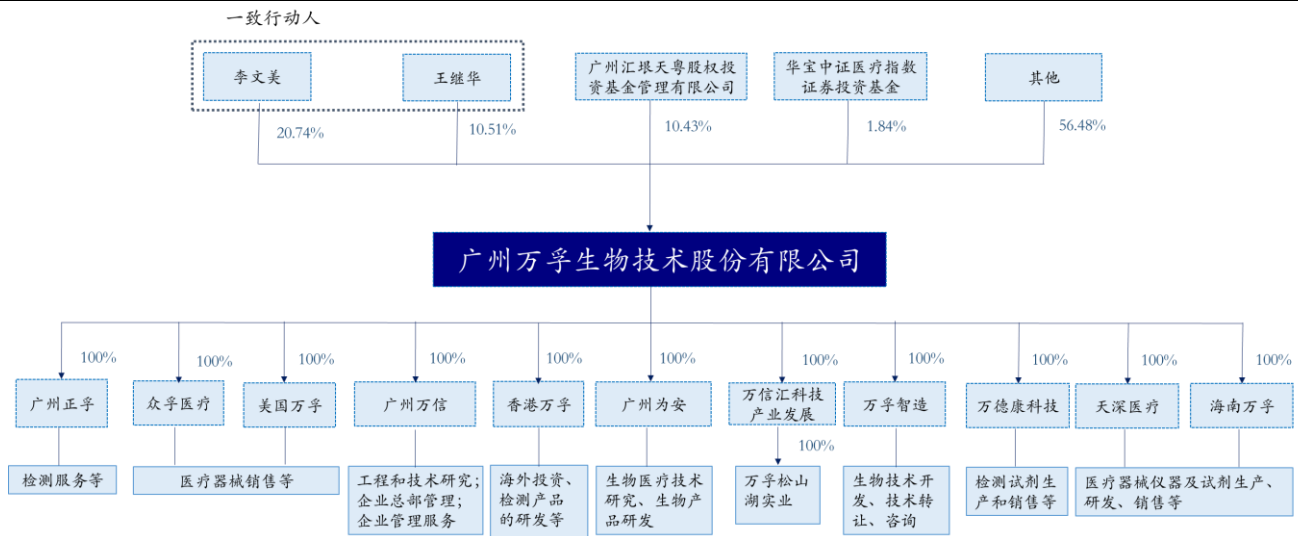 一致行动人
李文美
王继华
广州汇垠天粤股权投
资基金管理有限公司
华宝中证医疗指数
证券投资基金
其他
20.74%
10.51%
10.43%
1.84%
56.48%
广州万孚生物技术股份有限公司
100%
100%
100%
100%
100%
100%
100%
100%
100%
100%
100%
广州正孚
众孚医疗
美国万孚
广州万信
香港万孚
广州为安
万信汇科技
产业发展
万孚智造
万德康科技
天深医疗
海南万孚
100%
检测服务等
医疗器械销售等
工程和技术研究;
企业总部管理;
企业管理服务
海外投资、
检测产品
的研发等
生物医疗技术
研究、生物产
品研发
万孚松山
湖实业
生物技术开
发、技术转
让、咨询
检测试剂生
产和销售等
医疗器械仪器及试剂生产、
研发、销售等